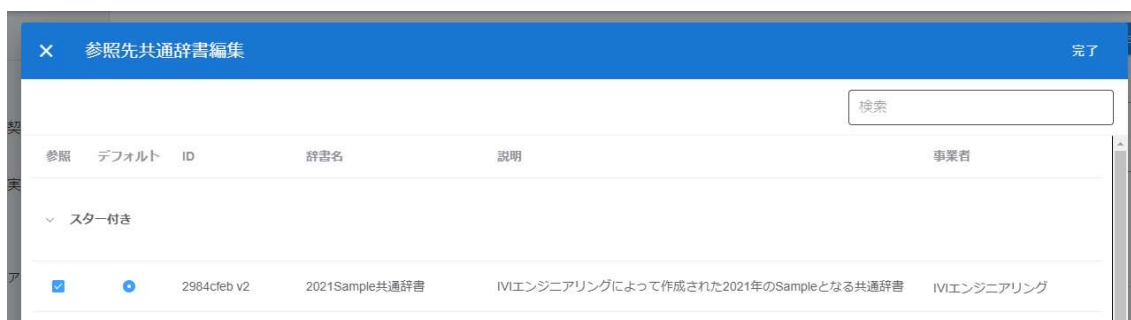 参照先共通辞書編集 完了
検索
契
参照 デフォルト ID 辞書名 説明 事業者
実
スター付き
ア
2984cfeb v2 2021Sample共通辞書 IVIエンジニアリングによって作成された2021年のSampleとなる共通辞書 IVIエンジニアリング